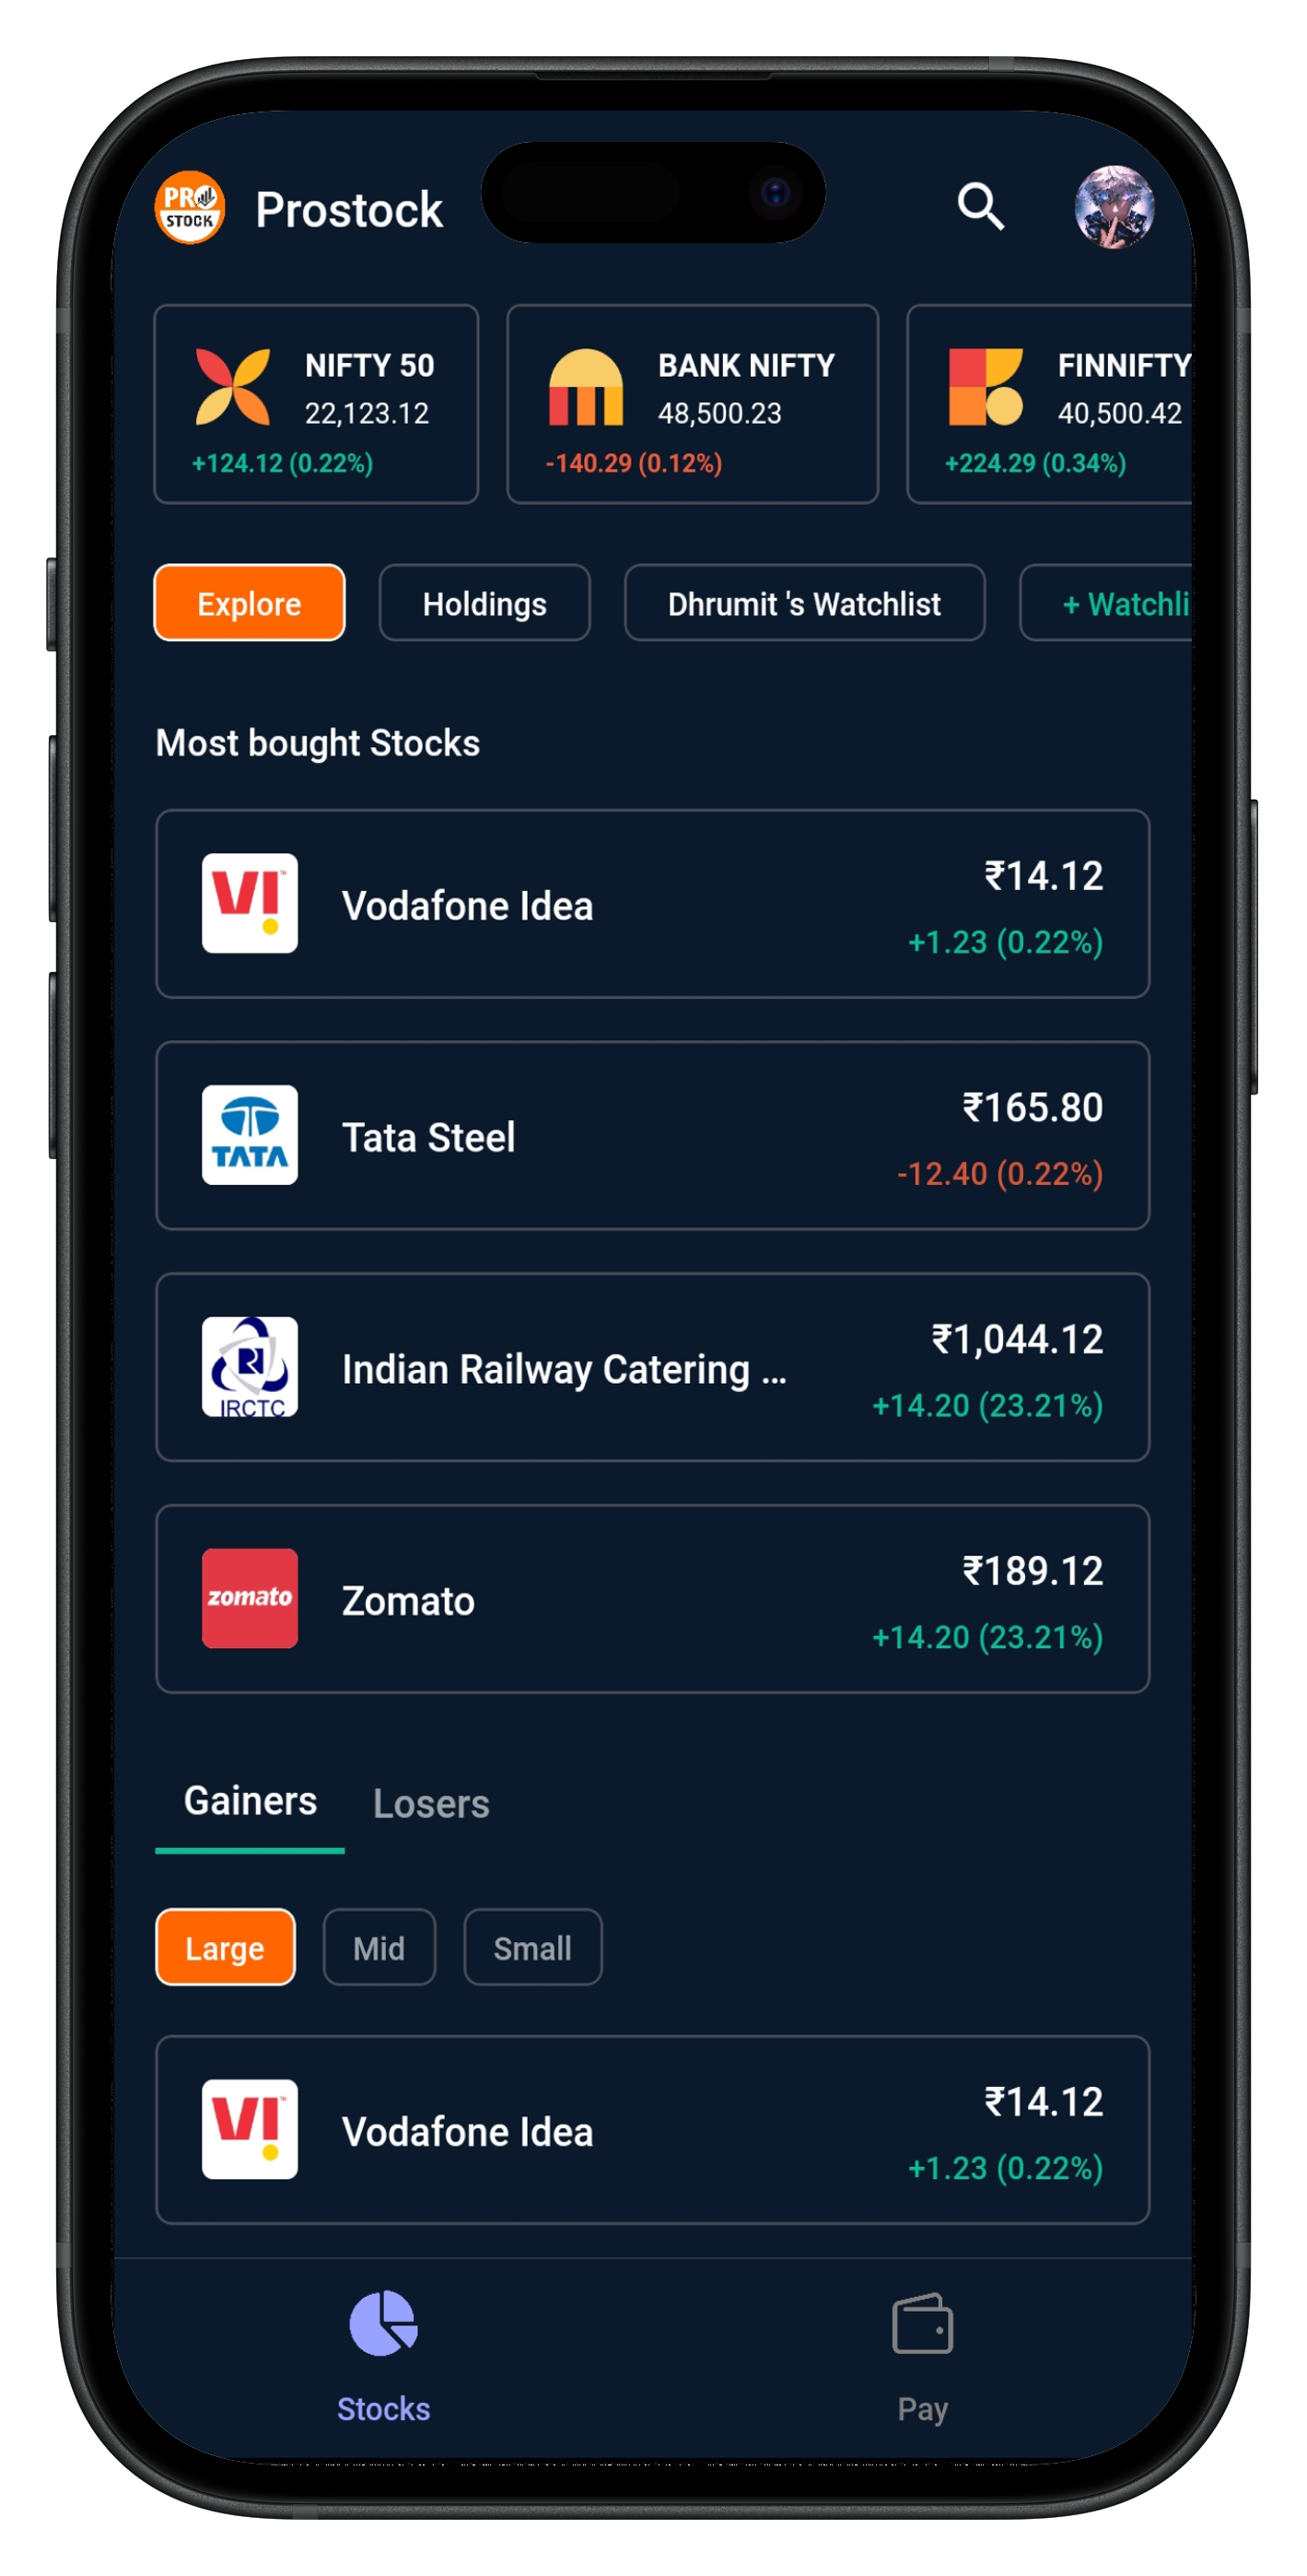 PRO
STOCK
Prostock
NIFTY 50
22,123.12
+124.12 (0.22%)
BANK NIFTY
48,500.23
-140.29 (0.12%)
FINNIFTY
40,500.42
+224.29 (0.34%)
Explore
Holdings
Dhrumit 's Watchlist
+ Watchli
Most bought Stocks
VI™
Vodafone Idea
₹14.12
+1.23 (0.22%)
TATA
Tata Steel
₹165.80
-12.40 (0.22%)
IRCTC
Indian Railway Catering ...
₹1,044.12
+14.20 (23.21%)
zomato
Zomato
₹189.12
+14.20 (23.21%)
Gainers
Losers
Large
Mid
Small
VI™
Vodafone Idea
₹14.12
+1.23 (0.22%)
Stocks
Pay